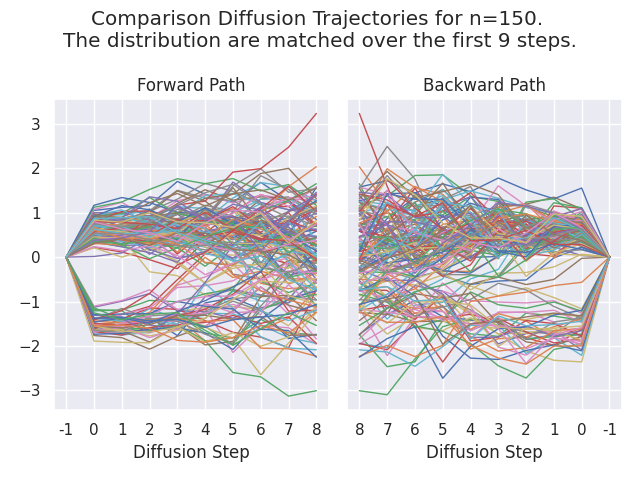 Comparison Diffusion Trajectories for n=150.
The distribution are matched over the first 9 steps.
Forward Path
Backward Path
3
2
1
0
−1
−2
−3
-1 0 1 2 3 4 5 6 7 8
8 7 6 5 4 3 2 1 0 -1
Diffusion Step
Diffusion Step